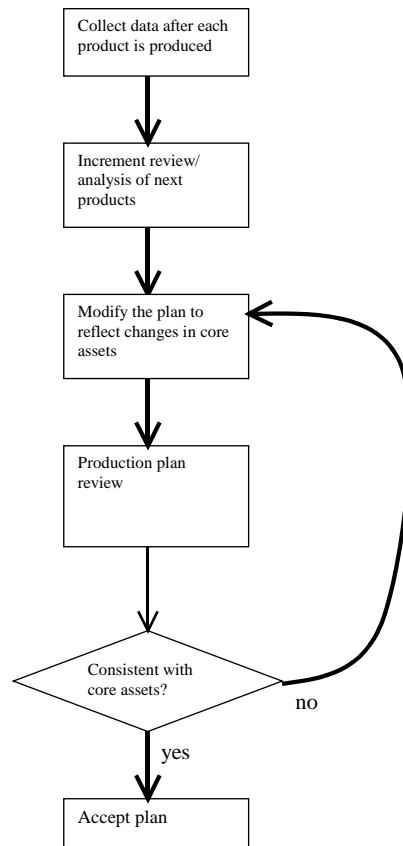 Collect data after each
product is produced
Increment review/
analysis of next
products
Modify the plan to
reflect changes in core
assets
Production plan
review
Consistent with
core assets?
no
yes
Accept plan